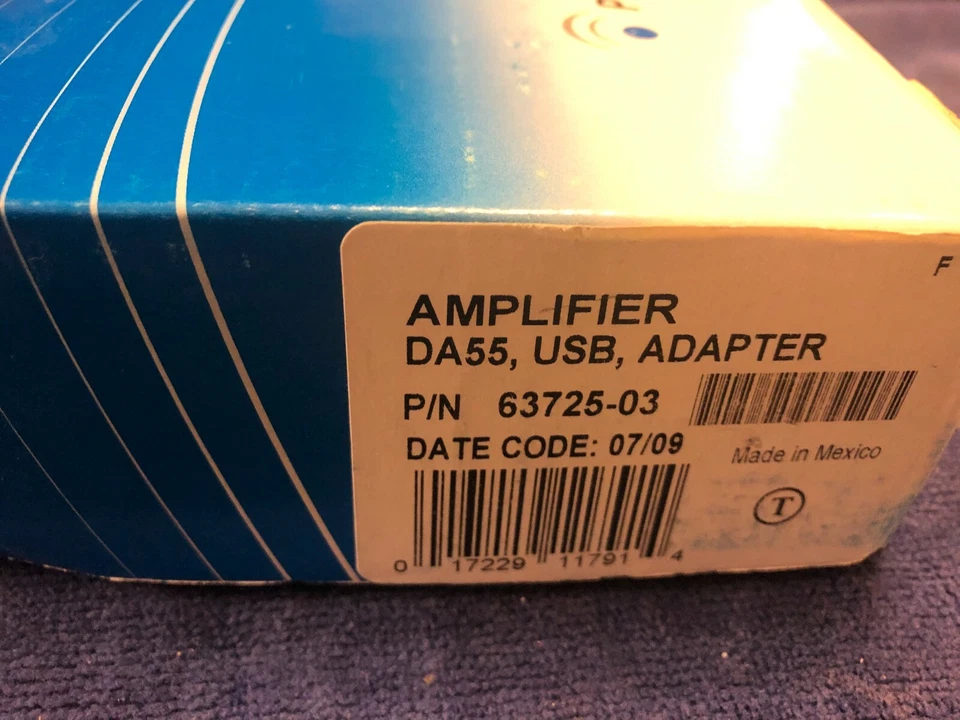 F
AMPLIFIER
DA55, USB, ADAPTER
P/N 63725-03
DATE CODE: 07/09
Made in Mexico
T
0 17229 11791 4